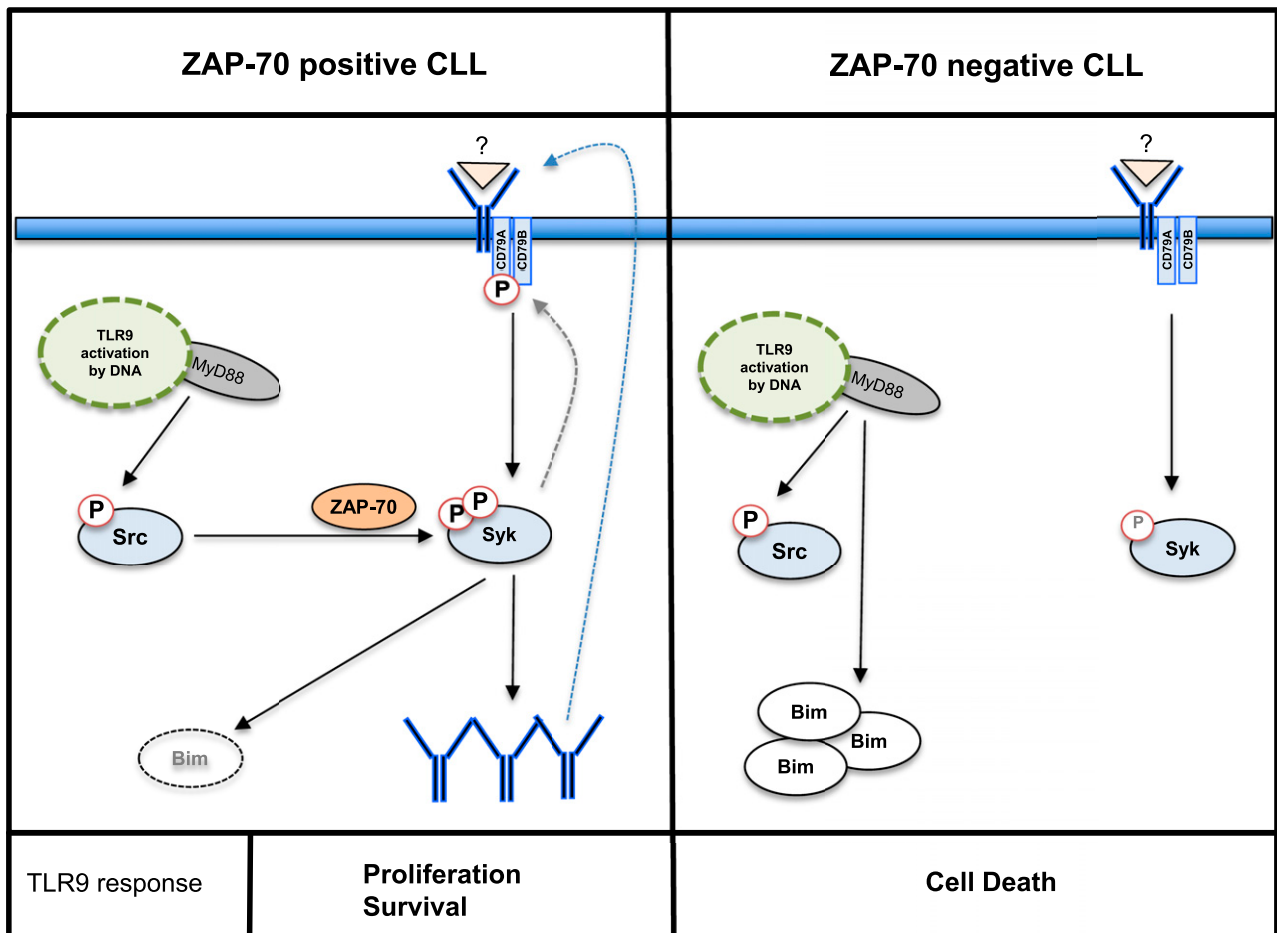 ZAP-70 positive CLL
ZAP-70 negative CLL
?
CD79A
CD79B
P
TLR9
activation
by DNA
MyD88
P
Src
ZAP-70
P
P
Syk
Bim
?
CD79A
CD79B
TLR9
activation
by DNA
MyD88
P
Src
P
Syk
Bim
Bim
Bim
TLR9 response
Proliferation
Survival
Cell Death